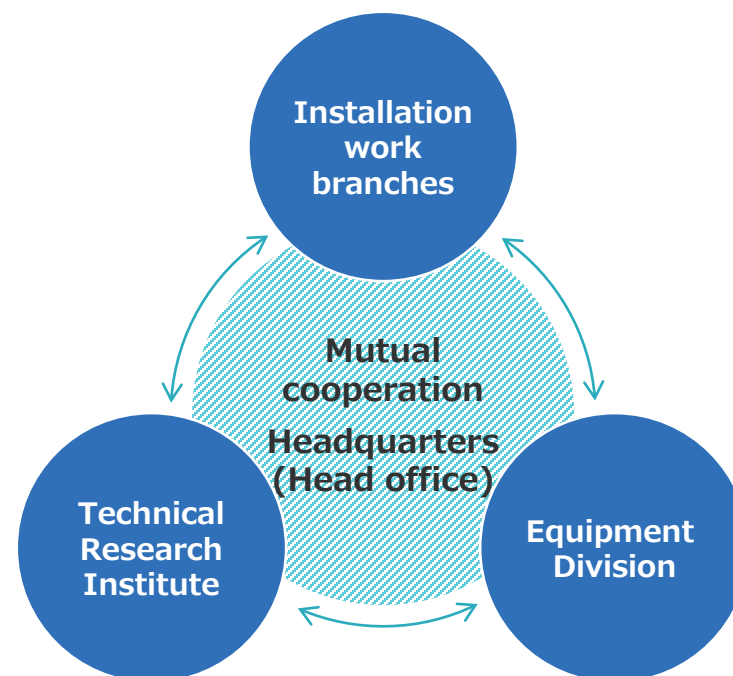 Installation
work
branches
Mutual
cooperation
Headquarters
(Head office)
Technical
Research
Institute
Equipment
Division